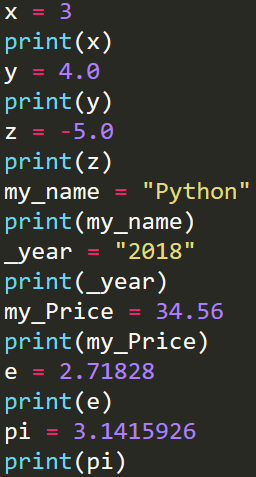 x = 3
print(x)
y = 4.0
print(y)
z = -5.0
print(z)
my_name = "Python"
print(my_name)
_year = "2018"
print(_year)
my_Price = 34.56
print(my_Price)
e = 2.71828
print(e)
pi = 3.1415926
print(pi)